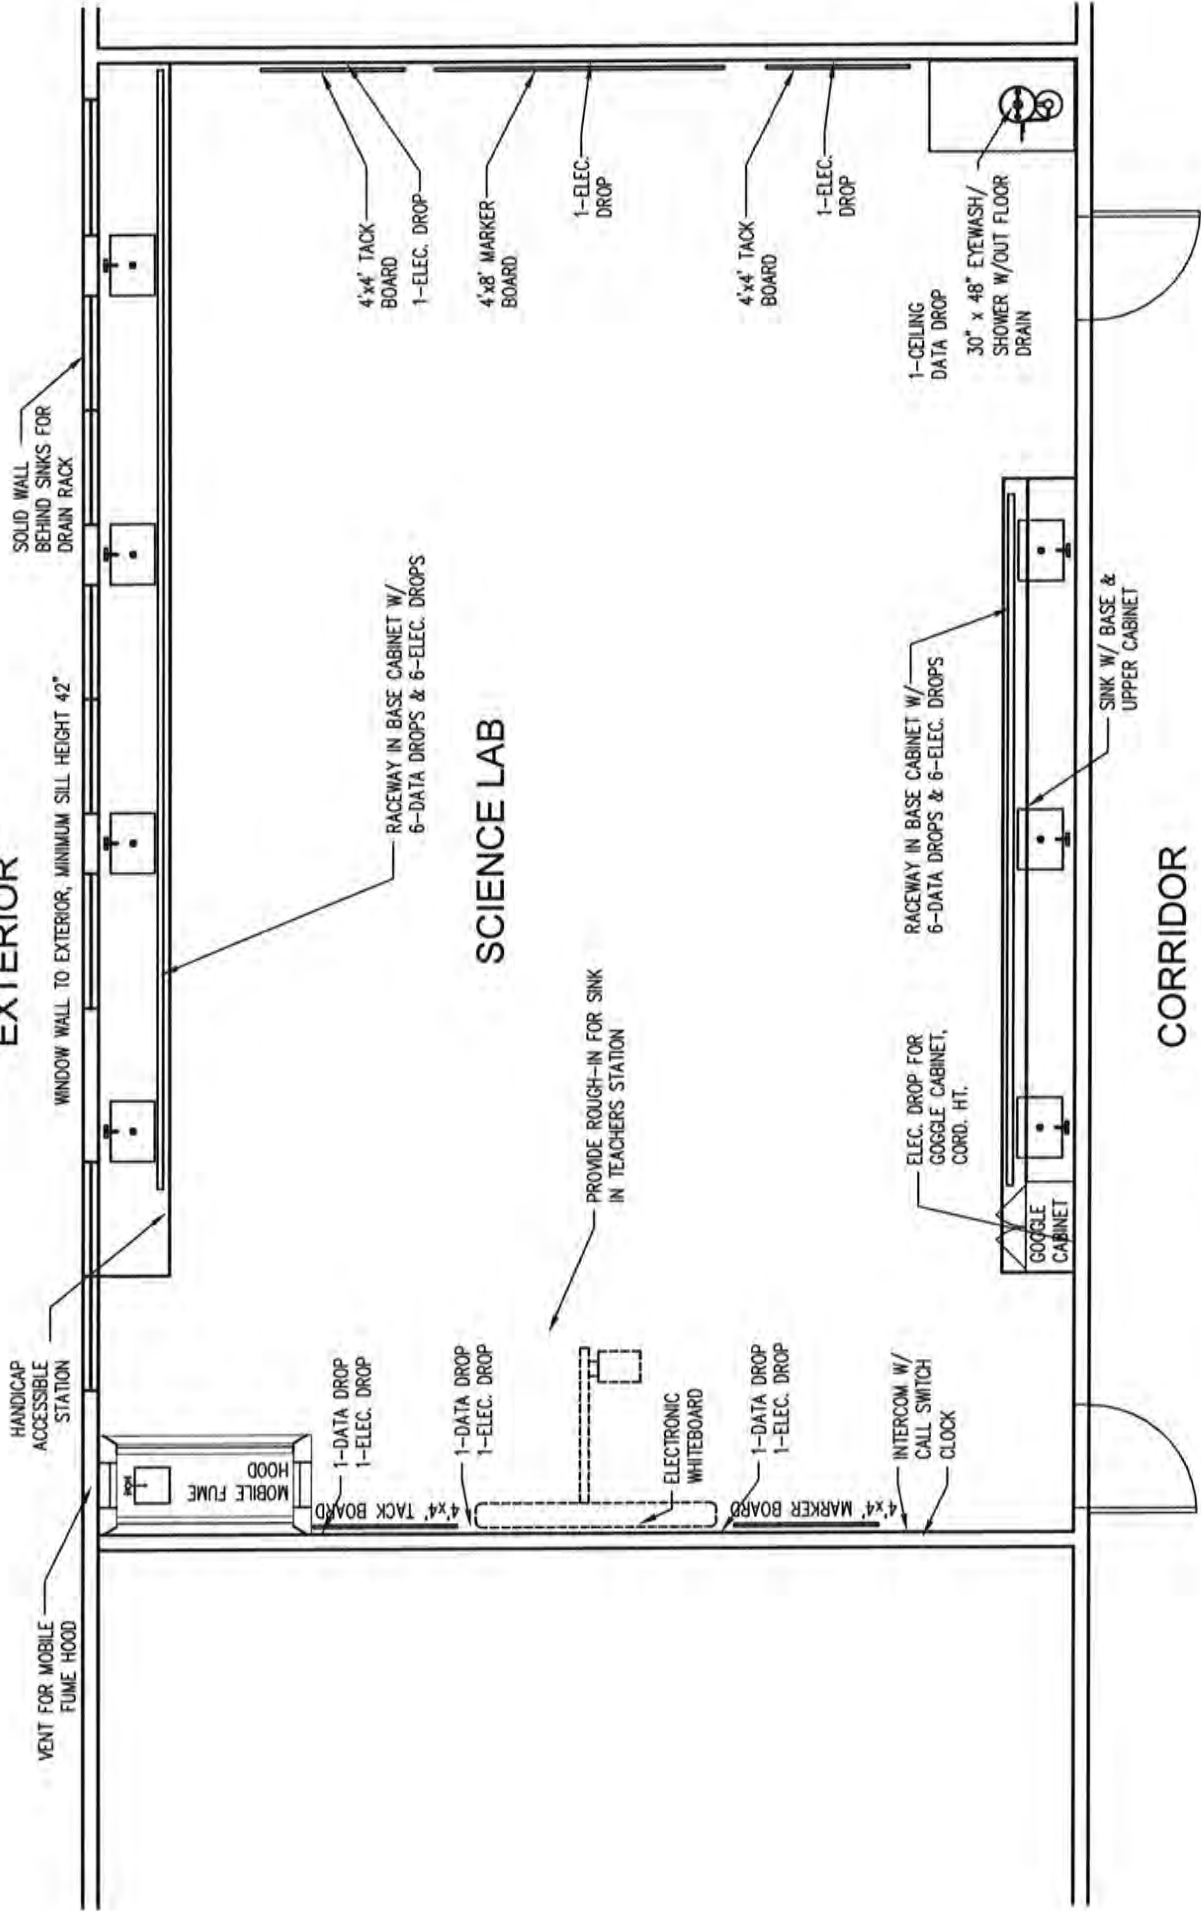 EXTERIOR
WINDOW WALL TO EXTERIOR, MINIMUM SILL HEIGHT 42"
SOLID WALL
BEHIND SINKS FOR
DRAIN RACK
HANDICAP
ACCESSIBLE
STATION
VENT FOR MOBILE
FUME HOOD
MOBILE FUME
HOOD
4'x4' TACK BOARD
1-DATA DROP
1-ELEC. DROP
1-DATA DROP
1-ELEC. DROP
ELECTRONIC
WHITEBOARD
1-DATA DROP
1-ELEC. DROP
4'x4' MARKER BOARD
INTERCOM W/
CALL SWITCH
CLOCK
PROVIDE ROUGH-IN FOR SINK
IN TEACHERS STATION
RACEWAY IN BASE CABINET W/
6-DATA DROPS & 6-ELEC. DROPS
SCIENCE LAB
4'x4' TACK
BOARD
1-ELEC. DROP
4'x8' MARKER
BOARD
1-ELEC.
DROP
4'x4' TACK
BOARD
1-ELEC.
DROP
1-CEILING
DATA DROP
30" x 48" EYEWASH/
SHOWER W/OUT FLOOR
DRAIN
RACEWAY IN BASE CABINET W/
6-DATA DROPS & 6-ELEC. DROPS
ELEC. DROP FOR
GOGGLE CABINET,
CORD. HT.
GOGGLE
CABINET
SINK W/ BASE &
UPPER CABINET
CORRIDOR